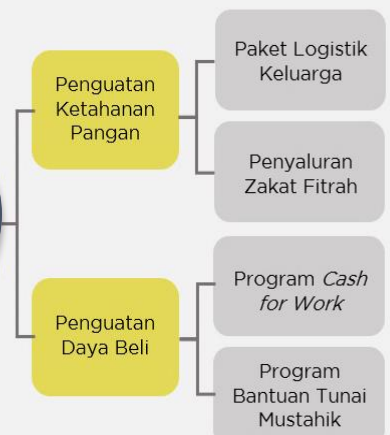 Penguatan
Ketahanan
Pangan
Paket Logistik
Keluarga
Penyaluran
Zakat Fitrah
Penguatan
Daya Beli
Program Cash
for Work
Program
Bantuan Tunai
Mustahik